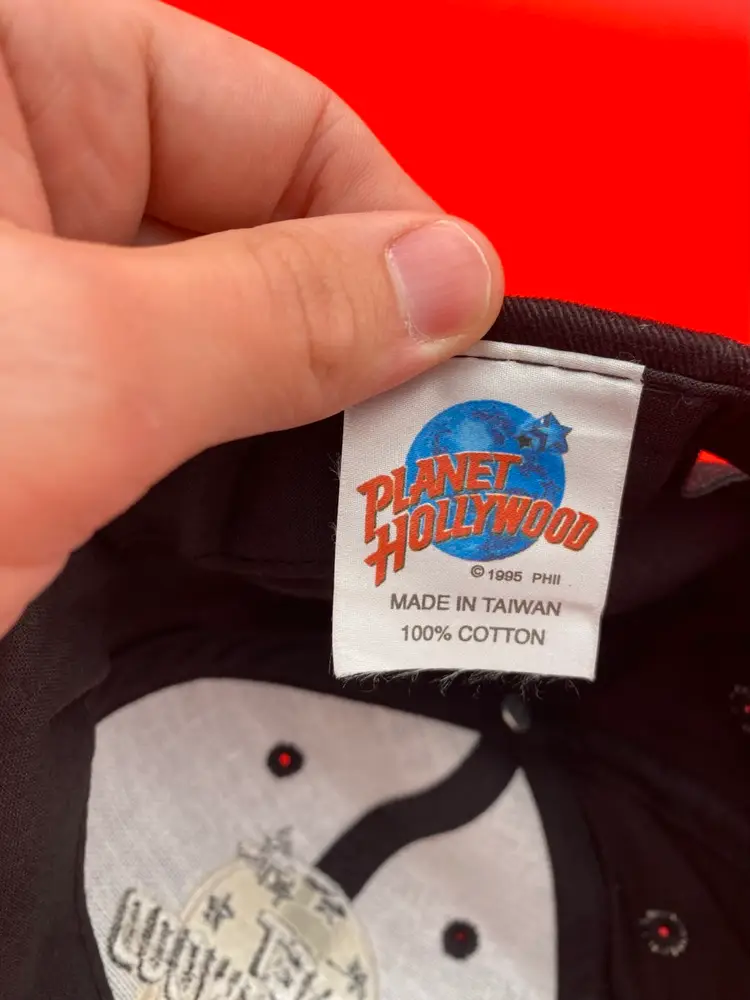 PLANET
HOLLYWOOD
© 1995 PHII
MADE IN TAIWAN
100% COTTON